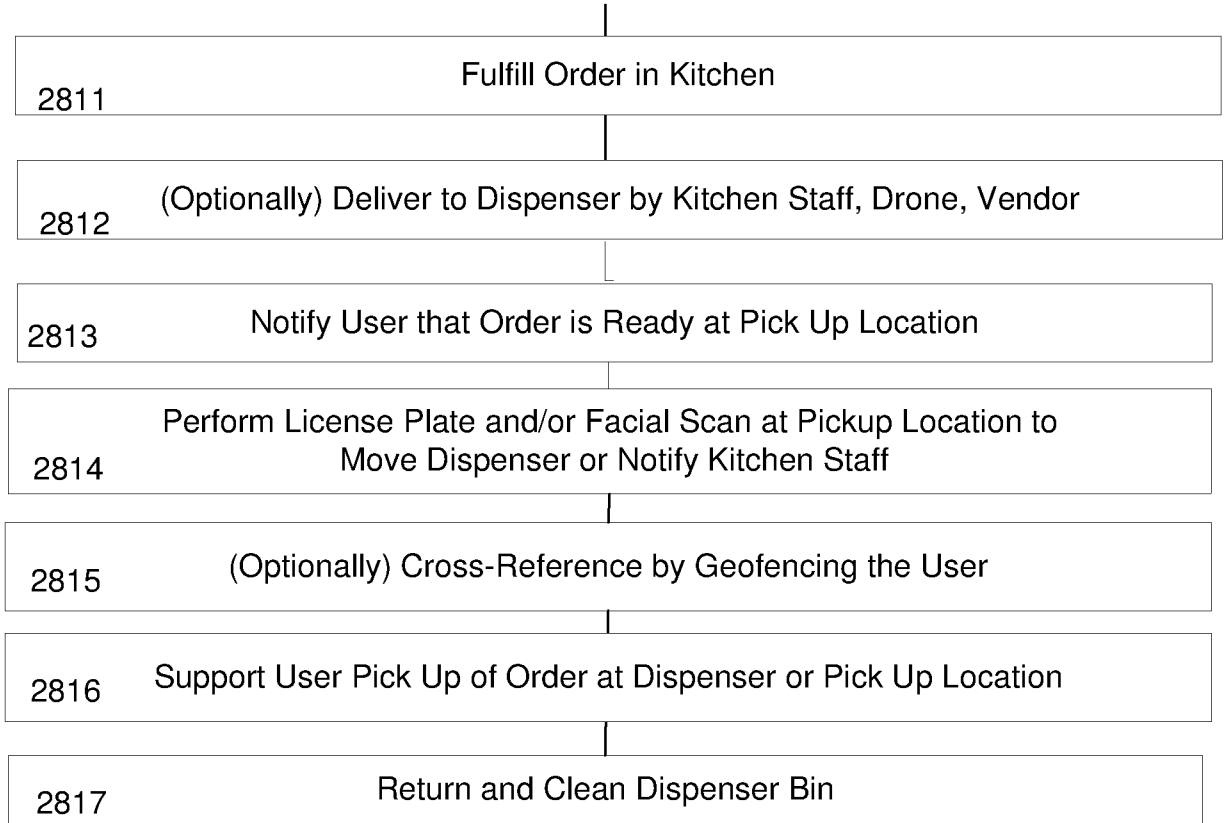 Fulfill Order in Kitchen
2811
(Optionally) Deliver to Dispenser by Kitchen Staff, Drone, Vendor
2812
Notify User that Order is Ready at Pick Up Location
2813
Perform License Plate and/or Facial Scan at Pickup Location to
Move Dispenser or Notify Kitchen Staff
2814
(Optionally) Cross-Reference by Geofencing the User
2815
Support User Pick Up of Order at Dispenser or Pick Up Location
2816
Return and Clean Dispenser Bin
2817